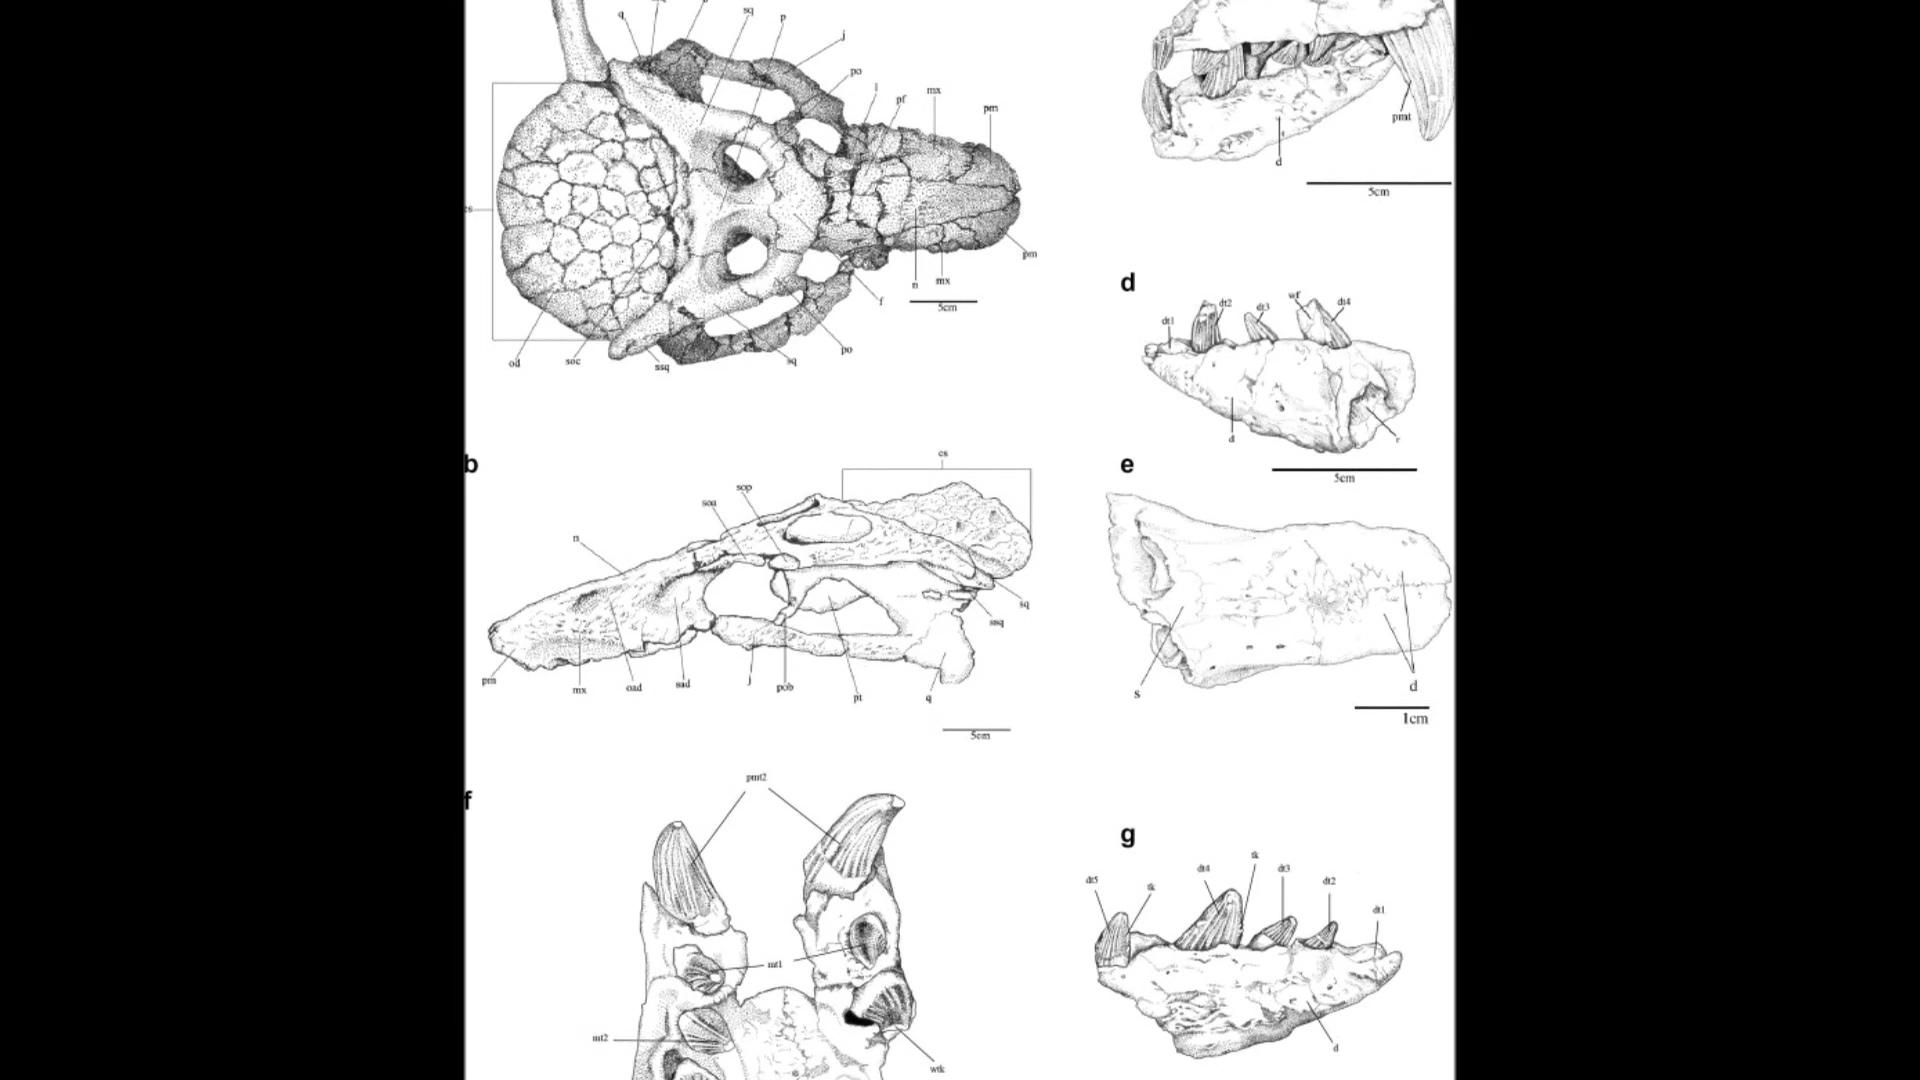 q
sq
p
j
po
l
pf
mx
pm
cs
pm
mx
n
f
5cm
po
sq
ssq
soc
od
pmt
d
5cm
d
dt1
dt2
dt3
wf
dt4
d
r
5cm
b
cs
sop
soa
n
sq
ssq
pm
mx
oad
sad
j
pob
pt
q
5cm
e
s
d
1cm
f
pmt2
mt1
mt2
wtk
g
dt5
tk
dt4
tk
dt3
dt2
dt1
d